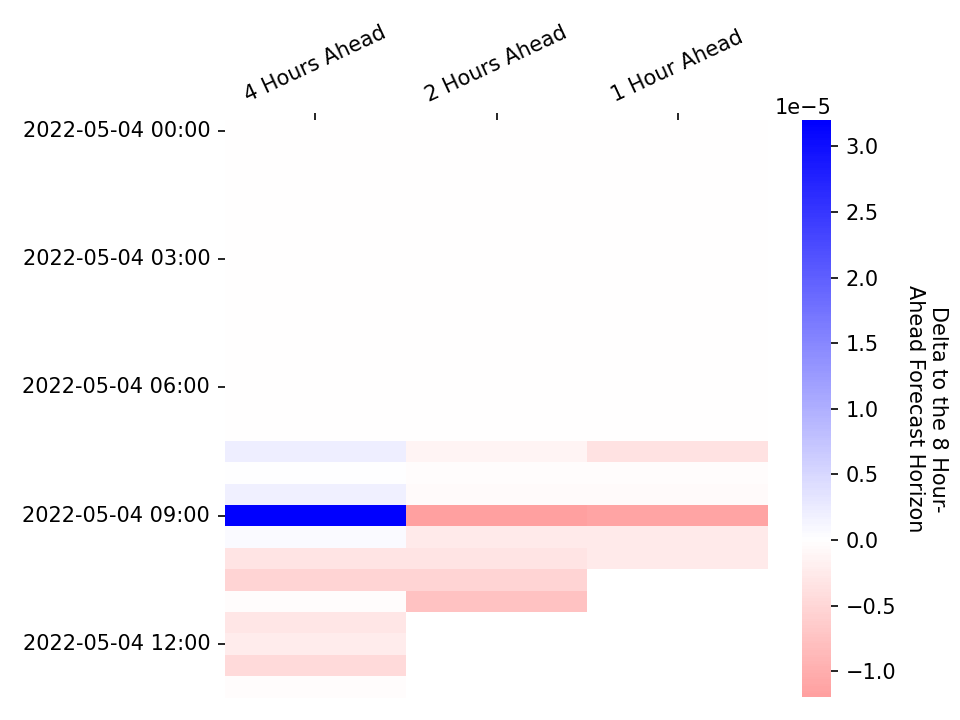 4 Hours Ahead
2 Hours Ahead
1 Hour Ahead
1e−5
2022-05-04 00:00
2022-05-04 03:00
2022-05-04 06:00
2022-05-04 09:00
2022-05-04 12:00
3.0
2.5
2.0
1.5
1.0
0.5
0.0
−0.5
−1.0
Delta to the 8 Hour-
Ahead Forecast Horizon